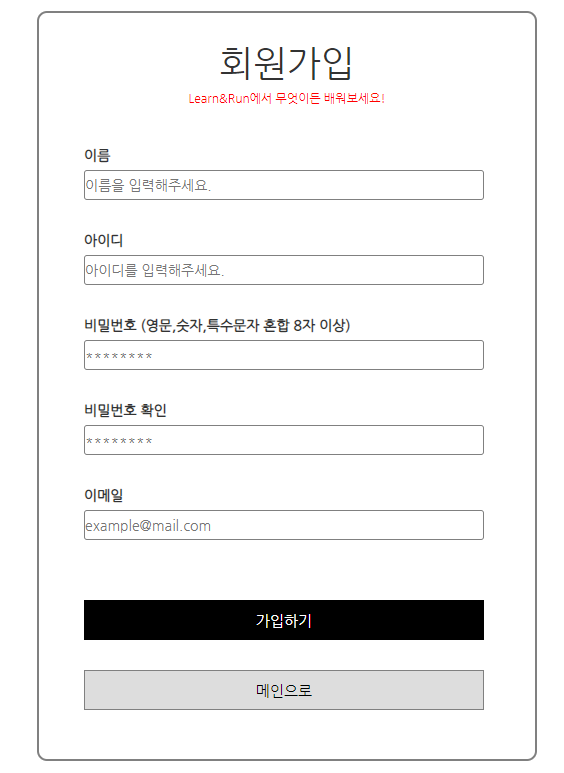 회원가입
Learn&Run에서 무엇이든 배워보세요!
이름
이름을 입력해주세요.
아이디
아이디를 입력해주세요.
비밀번호 (영문,숫자,특수문자 혼합 8자 이상)
********
비밀번호 확인
********
이메일
example@mail.com
가입하기
메인으로